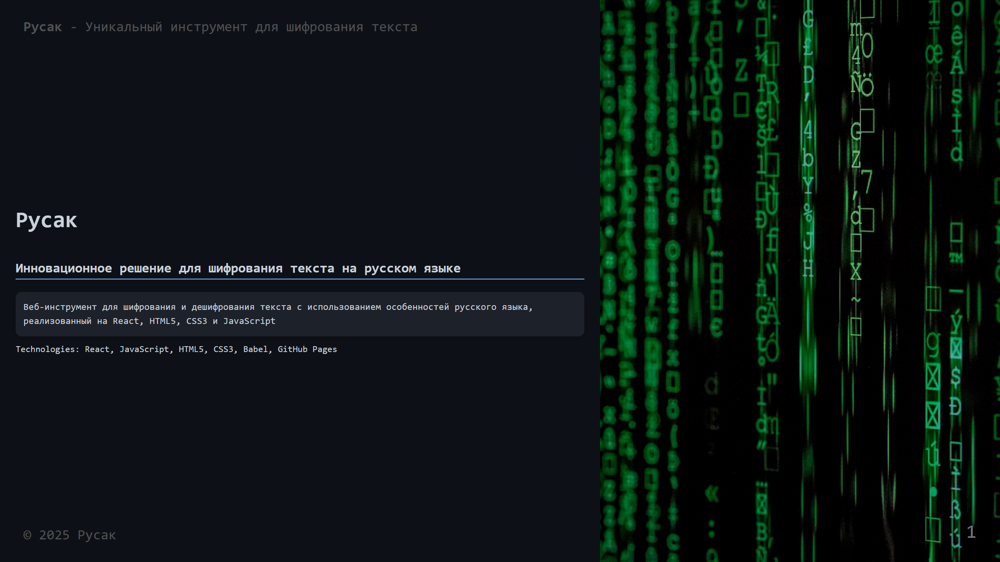 Русак - Уникальный инструмент для шифрования текста
Русак
Инновационное решение для шифрования текста на русском языке
Веб-инструмент для шифрования и дешифрования текста с использованием особенностей русского языка,
реализованный на React, HTML5, CSS3 и JavaScript
Technologies: React, JavaScript, HTML5, CSS3, Babel, GitHub Pages
© 2025 Русак
1